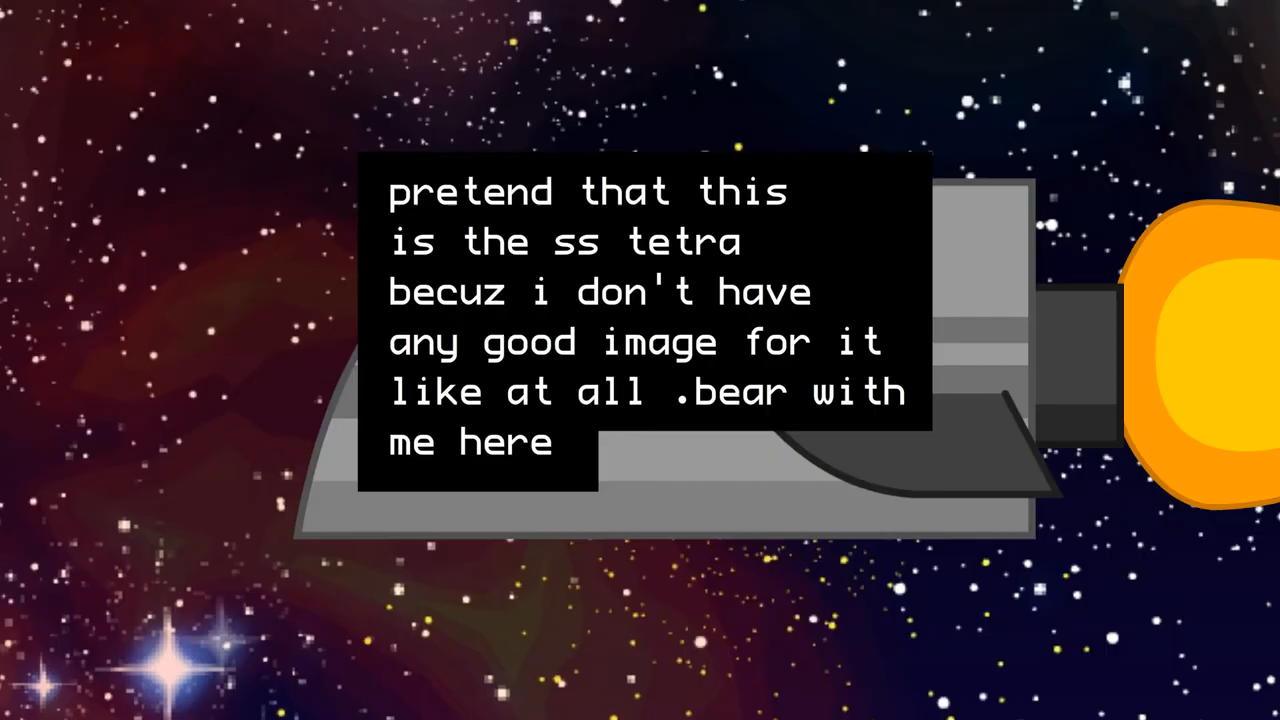 pretend that this
is the ss tetra
becuz i don't have
any good image for it
like at all .bear with
me here